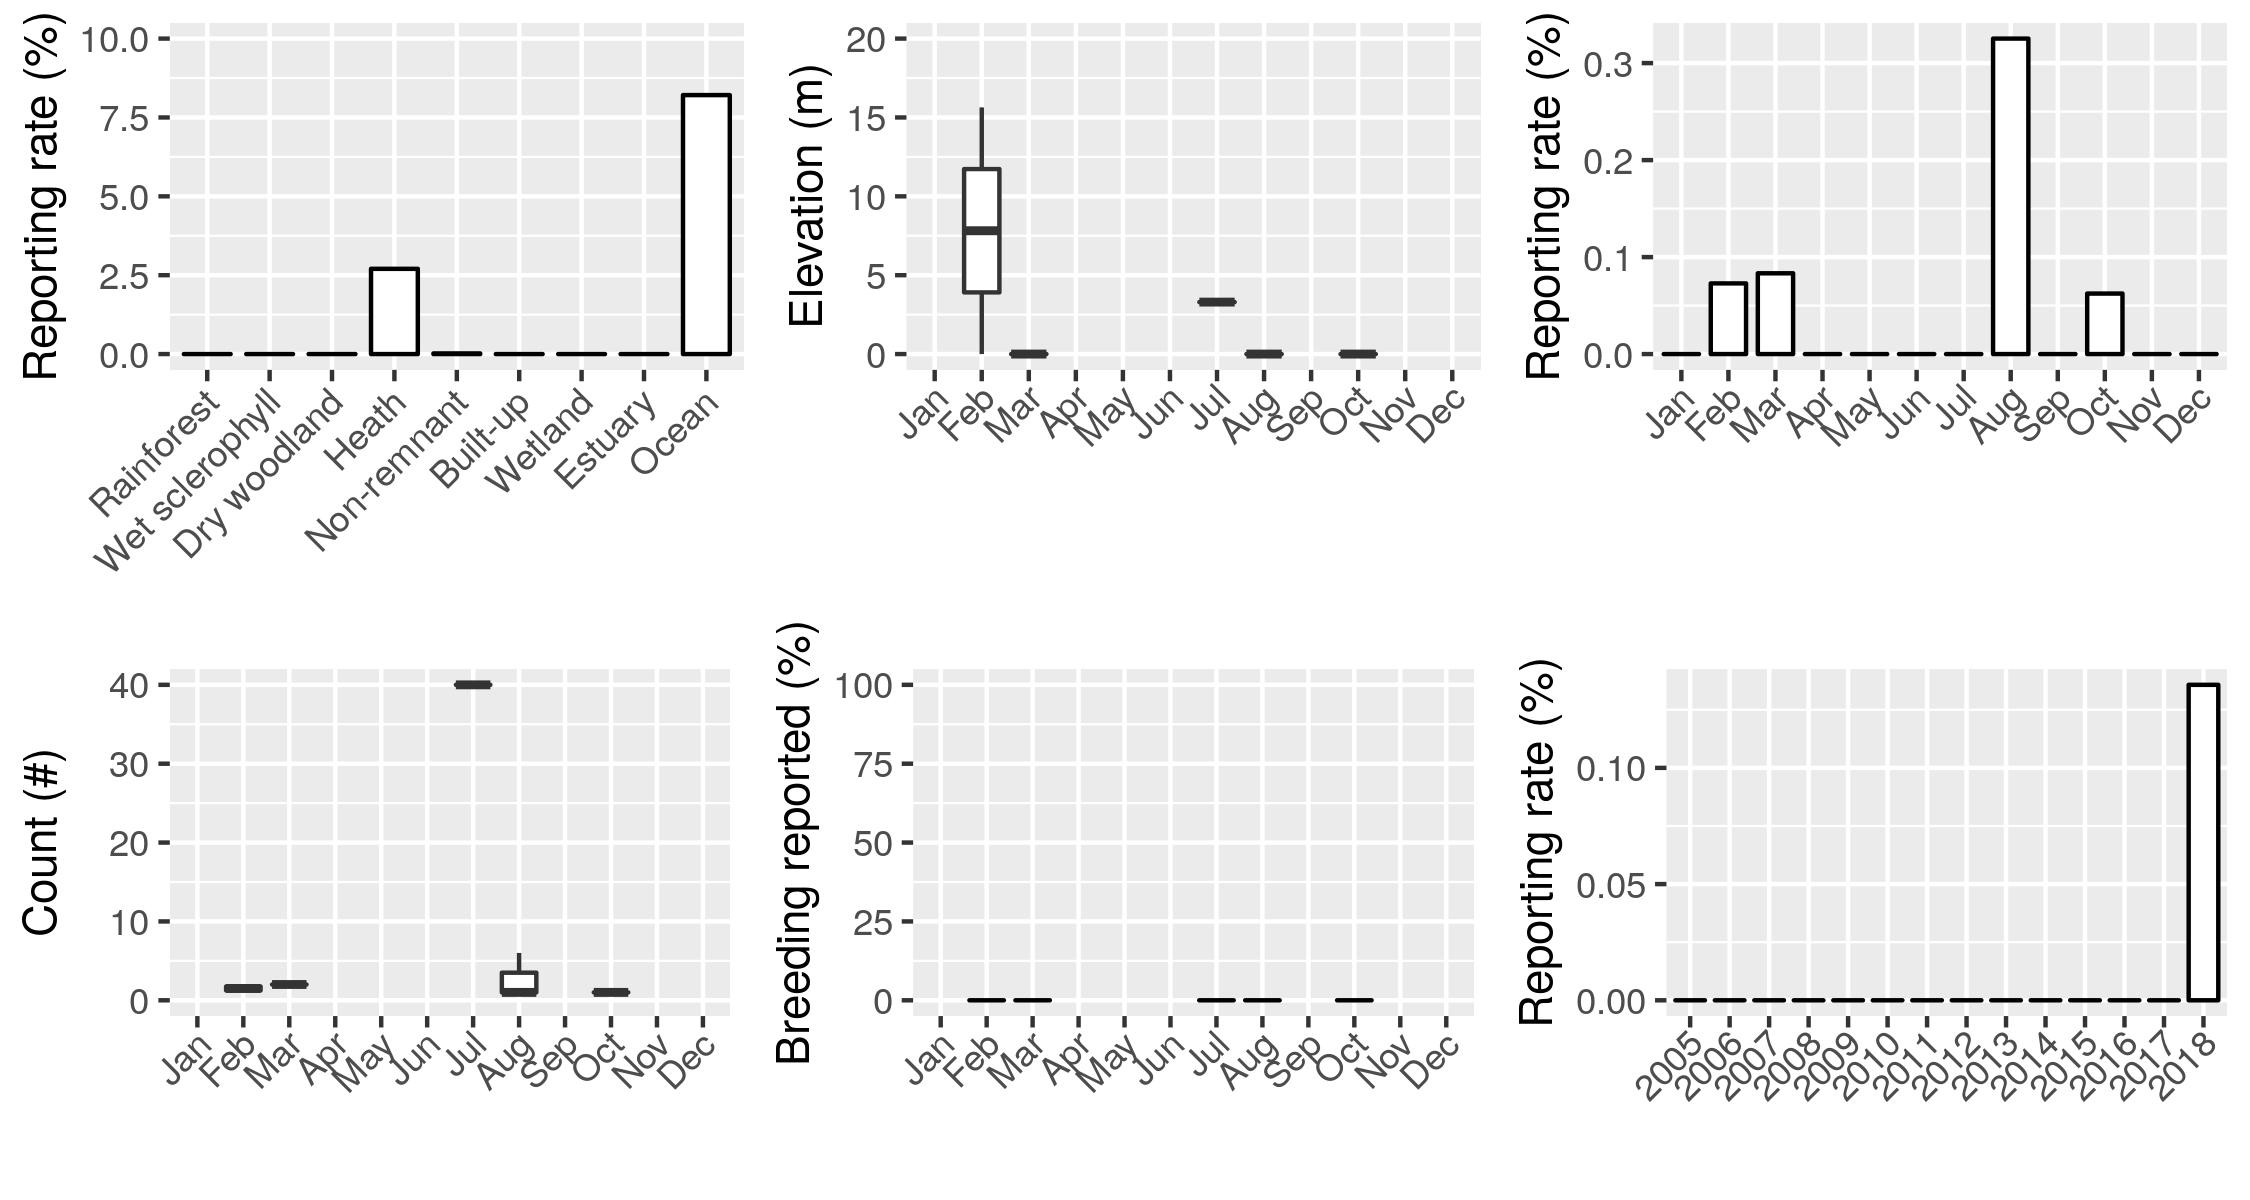 Reporting rate (%)
10.0
7.5
5.0
2.5
0.0
Rainforest
Wet sclerophyll
Dry woodland
Heath
Non-remnant
Built-up
Wetland
Estuary
Ocean
Elevation (m)
20
15
10
5
0
Jan
Feb
Mar
Apr
May
Jun
Jul
Aug
Sep
Oct
Nov
Dec
Reporting rate (%)
0.3
0.2
0.1
0.0
Jan
Feb
Mar
Apr
May
Jun
Jul
Aug
Sep
Oct
Nov
Dec
Count (#)
40
30
20
10
0
Jan
Feb
Mar
Apr
May
Jun
Jul
Aug
Sep
Oct
Nov
Dec
Breeding reported (%)
100
75
50
25
0
Jan
Feb
Mar
Apr
May
Jun
Jul
Aug
Sep
Oct
Nov
Dec
Reporting rate (%)
0.10
0.05
0.00
2005
2006
2007
2008
2009
2010
2011
2012
2013
2014
2015
2016
2017
2018